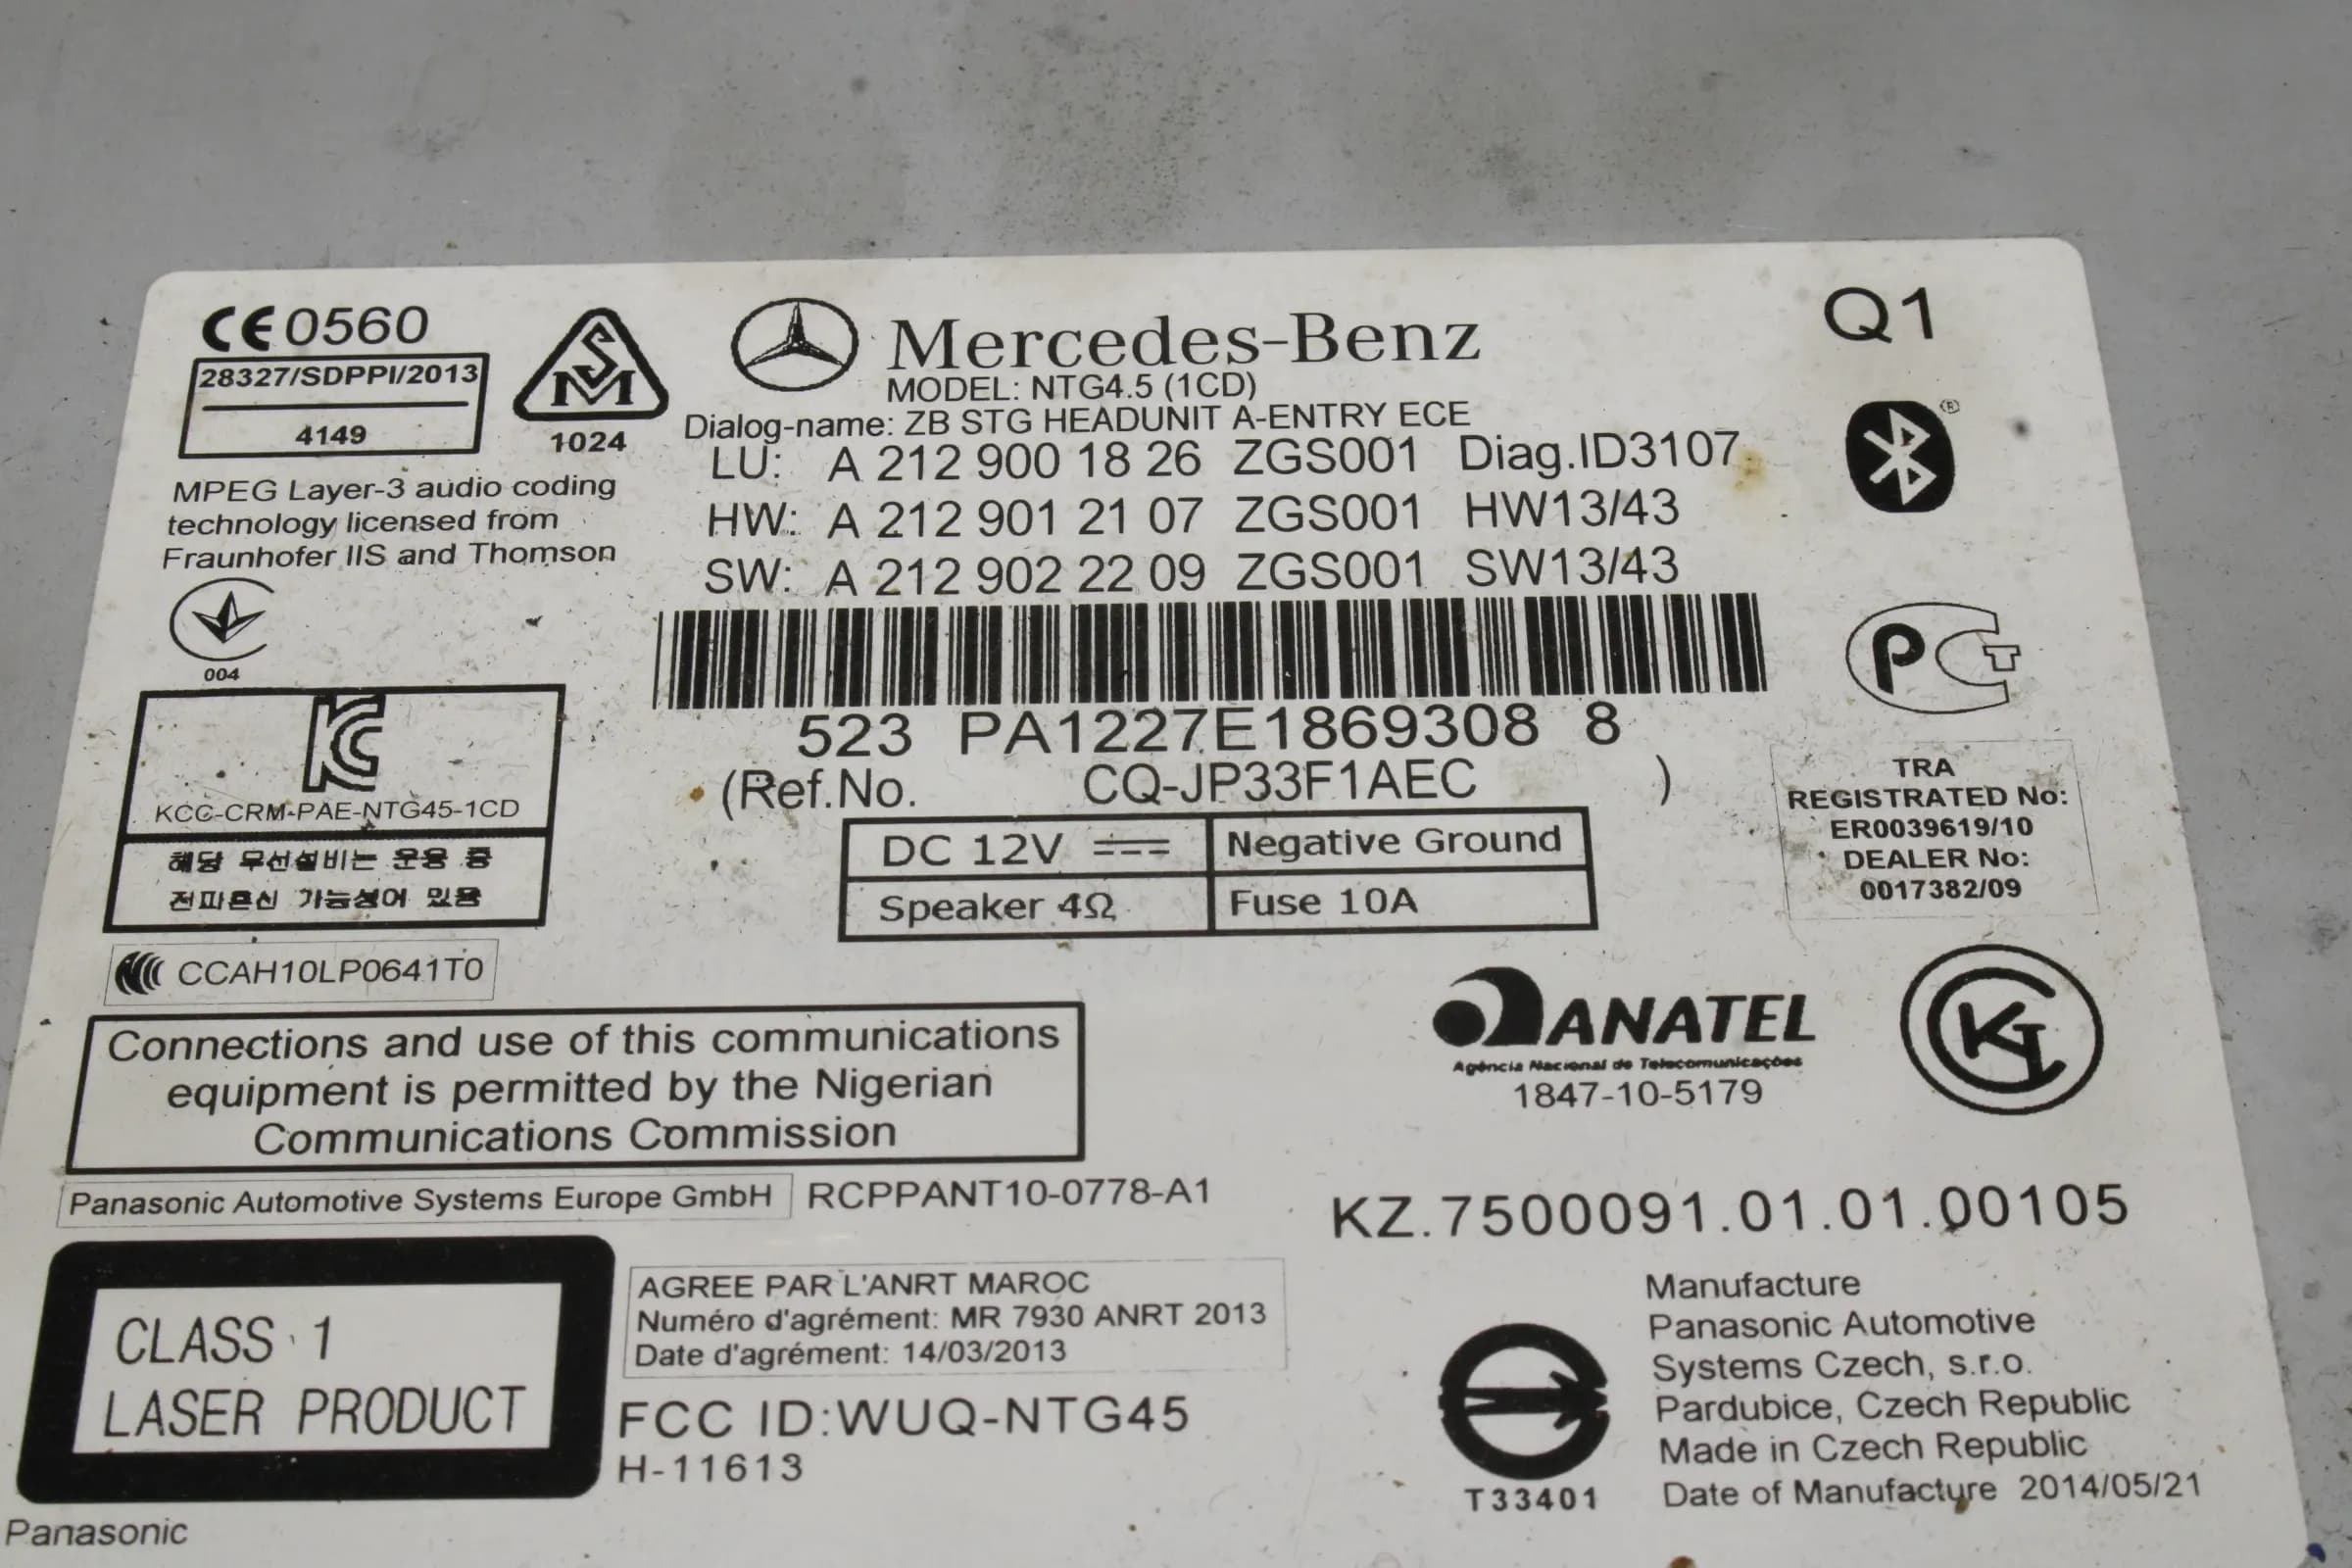 CE0560
28327/SDPPI/2013
4149
SM
1024
Mercedes-Benz
MODEL: NTG4.5 (1CD)
Dialog-name: ZB STG HEADUNIT A-ENTRY ECE
LU: A 212 900 18 26 ZGS001 Diag.ID3107
HW: A 212 901 21 07 ZGS001 HW13/43
SW: A 212 902 22 09 ZGS001 SW13/43
Q1
MPEG Layer-3 audio coding
technology licensed from
Fraunhofer IIS and Thomson
004
523 PA1227E1869308 8
(Ref.No. CQ-JP33F1AEC )
DC 12V Negative Ground
Speaker 4Ω Fuse 10A
PCT
TRA
REGISTRATED No:
ER0039619/10
DEALER No:
0017382/09
KC
KCC-CRM-PAE-NTG45-1CD
해당 무선설비는 운용 중
전파혼신 가능성이 있음
CCAH10LP0641T0
Connections and use of this communications
equipment is permitted by the Nigerian
Communications Commission
ANATEL
Agência Nacional de Telecomunicações
1847-10-5179
Panasonic Automotive Systems Europe GmbH RCPPANT10-0778-A1
KZ.7500091.01.01.00105
CLASS 1
LASER PRODUCT
AGREE PAR L'ANRT MAROC
Numéro d'agrément: MR 7930 ANRT 2013
Date d'agrément: 14/03/2013
FCC ID:WUQ-NTG45
H-11613
T33401
Manufacture
Panasonic Automotive
Systems Czech, s.r.o.
Pardubice, Czech Republic
Made in Czech Republic
Date of Manufacture 2014/05/21
Panasonic